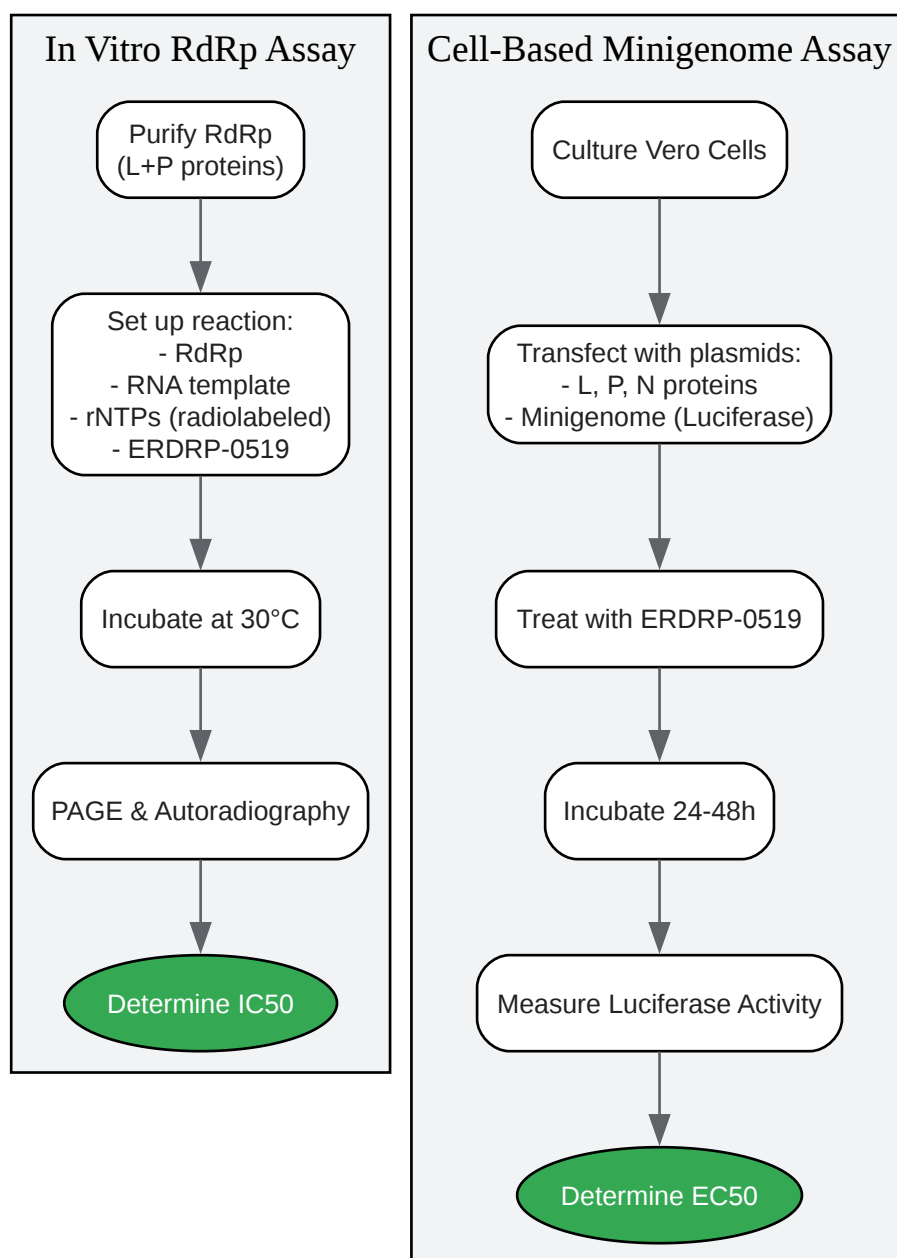 In Vitro RdRp Assay
Purify RdRp
(L+P proteins)
Set up reaction:
- RdRp
- RNA template
- rNTPs (radiolabeled)
- ERDRP-0519
Incubate at 30°C
PAGE & Autoradiography
Determine IC50
Cell-Based Minigenome Assay
Culture Vero Cells
Transfect with plasmids:
- L, P, N proteins
- Minigenome (Luciferase)
Treat with ERDRP-0519
Incubate 24-48h
Measure Luciferase Activity
Determine EC50